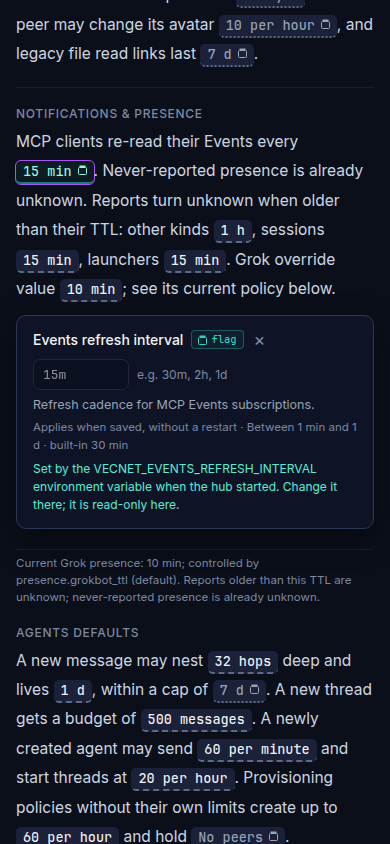 peer may change its avatar 10 per hour, and
legacy file read links last 7 d.
NOTIFICATIONS & PRESENCE
MCP clients re-read their Events every
15 min. Never-reported presence is already
unknown. Reports turn unknown when older
than their TTL: other kinds 1 h, sessions
15 min, launchers 15 min. Grok override
value 10 min; see its current policy below.
Events refresh interval flag ×
15m e.g. 30m, 2h, 1d
Refresh cadence for MCP Events subscriptions.
Applies when saved, without a restart · Between 1 min and 1
d · built-in 30 min
Set by the VECNET_EVENTS_REFRESH_INTERVAL
environment variable when the hub started. Change it
there; it is read-only here.
Current Grok presence: 10 min; controlled by
presence.grokbot_ttl (default). Reports older than this TTL are
unknown; never-reported presence is already unknown.
AGENTS DEFAULTS
A new message may nest 32 hops deep and
lives 1 d, within a cap of 7 d. A new thread
gets a budget of 500 messages. A newly
created agent may send 60 per minute and
start threads at 20 per hour. Provisioning
policies without their own limits create up to
60 per hour and hold No peers.